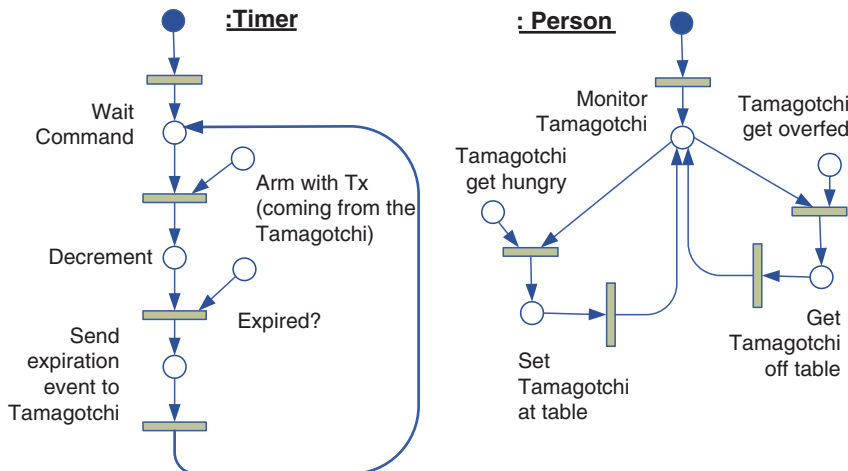 :Timer
Wait
Command
Arm with Tx
(coming from the
Tamagotchi)
Decrement
Expired?
Send
expiration
event to
Tamagotchi
: Person
Monitor
Tamagotchi
Tamagotchi
get overfed
Tamagotchi
get hungry
Set
Tamagotchi
at table
Get
Tamagotchi
off table